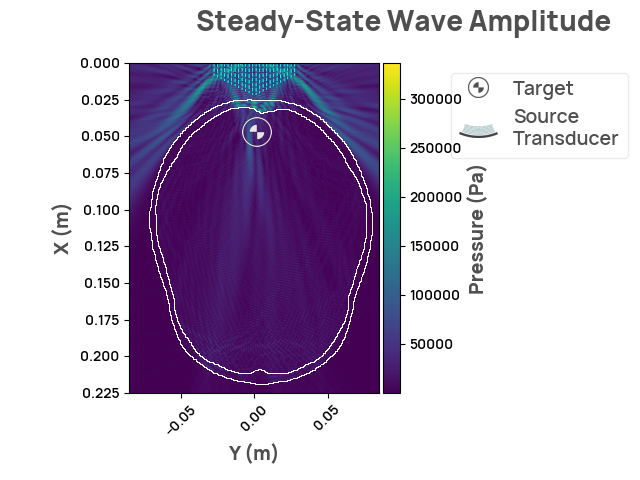 Steady-State Wave Amplitude
Target
Source
Transducer
0.000
0.025
0.050
0.075
0.100
0.125
0.150
0.175
0.200
0.225
X (m)
-0.05
0.00
0.05
Y (m)
300000
250000
200000
150000
100000
50000
Pressure (Pa)